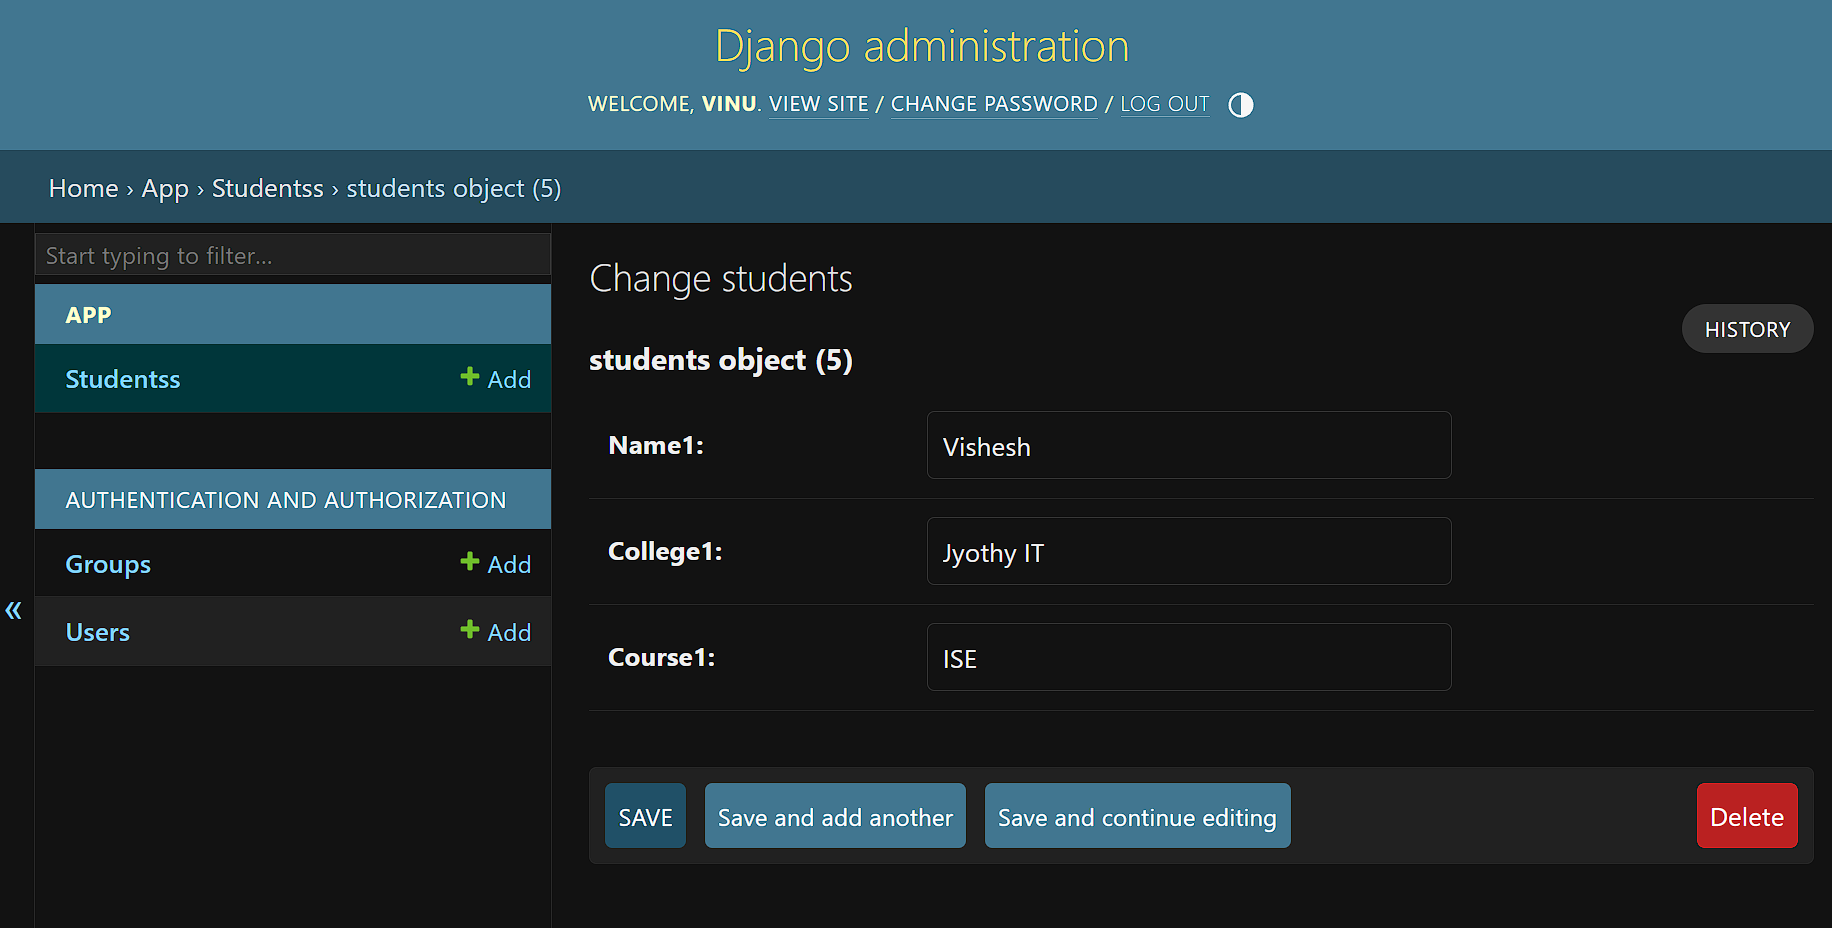 Django administration
WELCOME, VINU. VIEW SITE / CHANGE PASSWORD / LOG OUT
Home › App › Studentss › students object (5)
Start typing to filter...
APP
Studentss + Add
AUTHENTICATION AND AUTHORIZATION
Groups + Add
Users + Add
«
Change students
HISTORY
students object (5)
Name1: Vishesh
College1: Jyothy IT
Course1: ISE
SAVE Save and add another Save and continue editing Delete